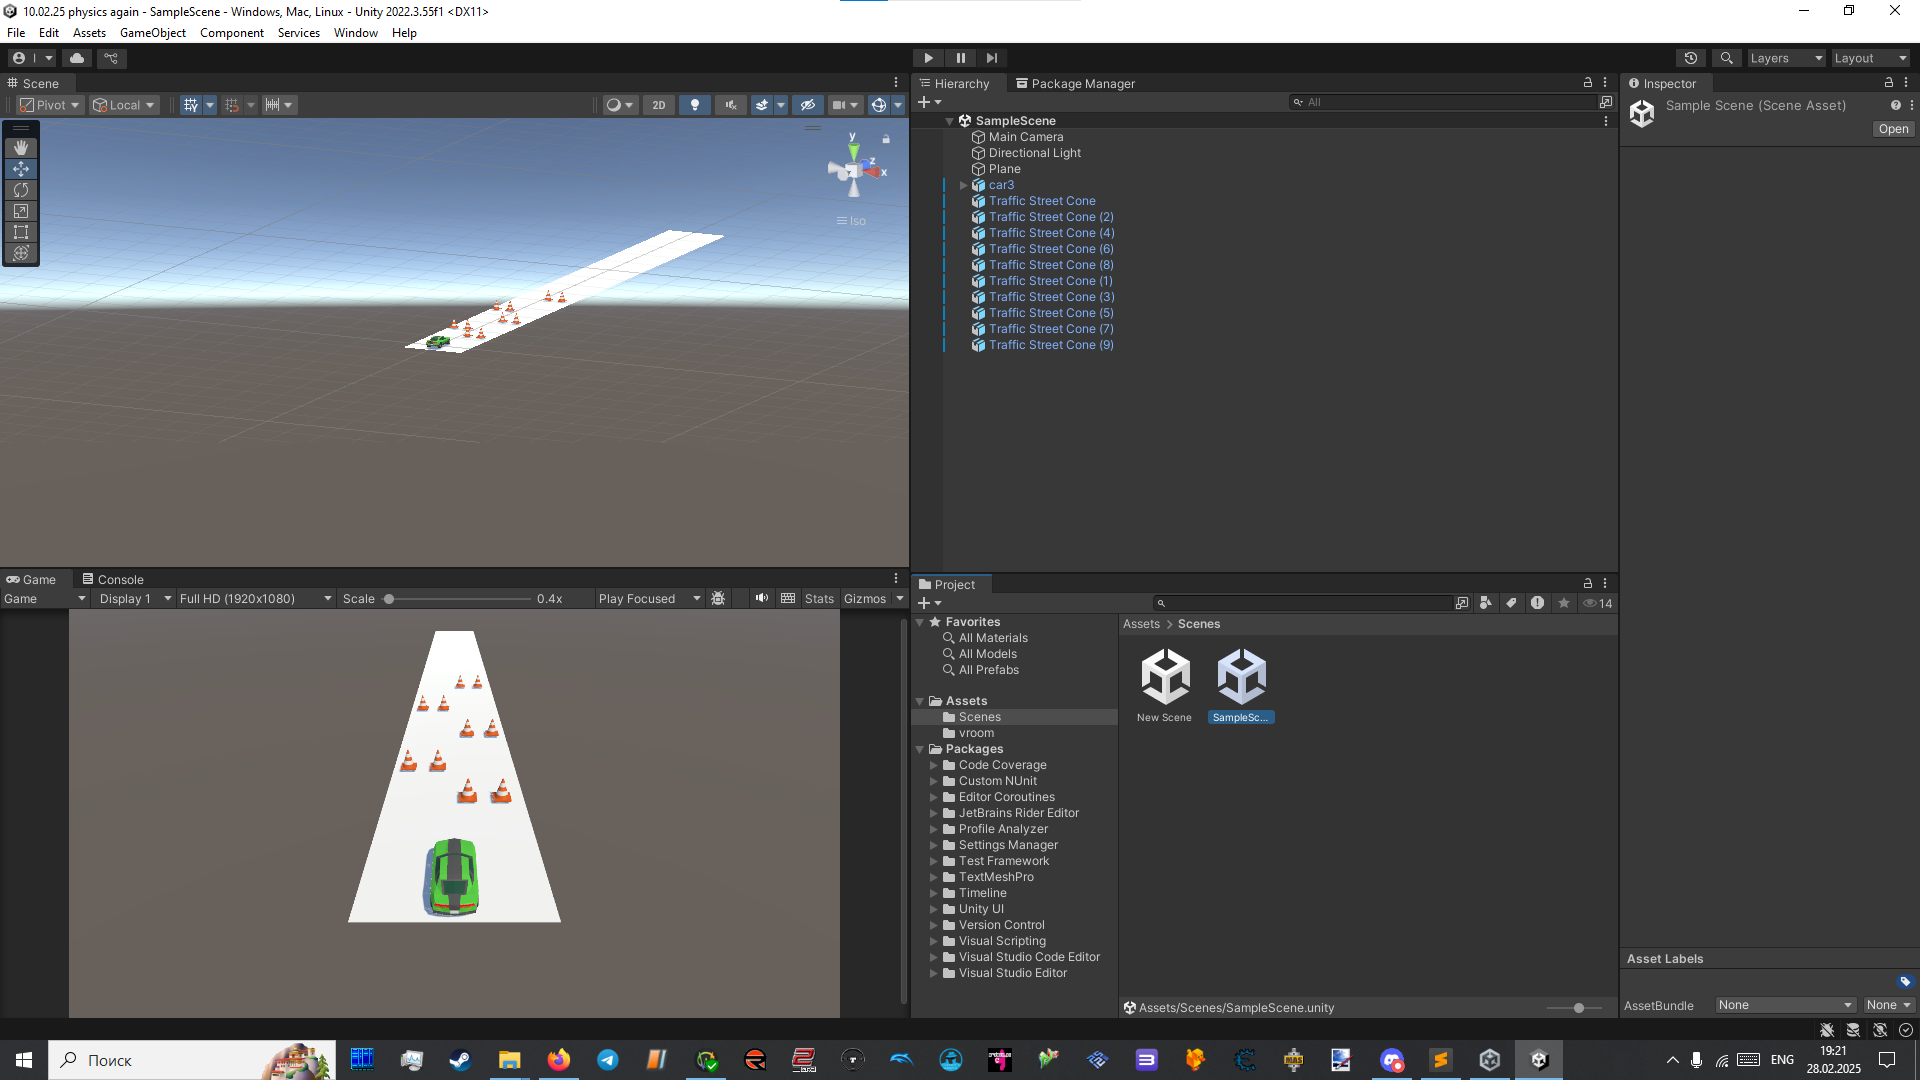 10.02.25 physics again - SampleScene - Windows, Mac, Linux - Unity 2022.3.55f1 <DX11>
File Edit Assets GameObject Component Services Window Help
I
Layers Layout
Scene
Pivot Local 2D
y
z
x
Iso
Hierarchy Package Manager
All
SampleScene
Main Camera
Directional Light
Plane
car3
Traffic Street Cone
Traffic Street Cone (2)
Traffic Street Cone (4)
Traffic Street Cone (6)
Traffic Street Cone (8)
Traffic Street Cone (1)
Traffic Street Cone (3)
Traffic Street Cone (5)
Traffic Street Cone (7)
Traffic Street Cone (9)
Inspector
Sample Scene (Scene Asset)
Open
Game Console
Game Display 1 Full HD (1920x1080) Scale 0.4x Play Focused Stats Gizmos
Project
14
Favorites
All Materials
All Models
All Prefabs
Assets
Scenes
vroom
Packages
Code Coverage
Custom NUnit
Editor Coroutines
JetBrains Rider Editor
Profile Analyzer
Settings Manager
Test Framework
TextMeshPro
Timeline
Unity UI
Version Control
Visual Scripting
Visual Studio Code Editor
Visual Studio Editor
Assets > Scenes
New Scene
SampleSc...
Assets/Scenes/SampleScene.unity
Asset Labels
AssetBundle None None
Поиск
ENG
19:21
28.02.2025